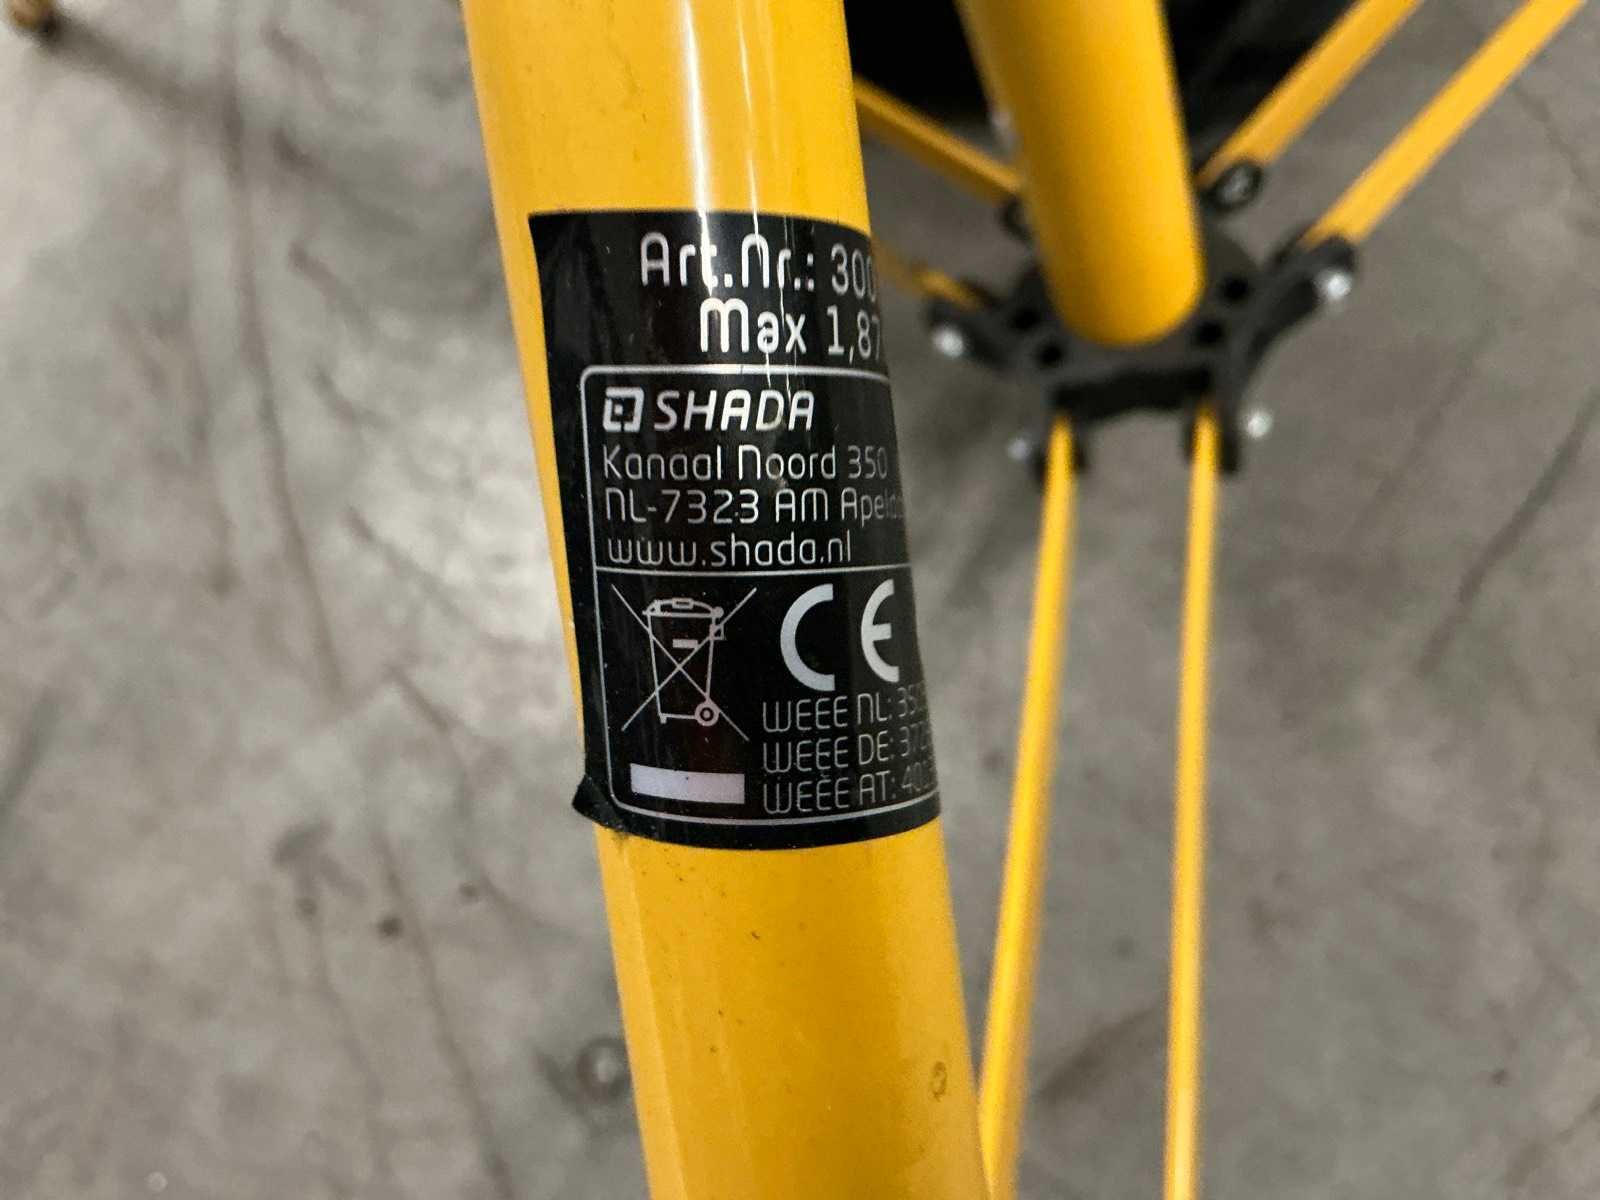 Art.Nr.: 300
Max 1,87
SHADA
Kanaal Noord 350
NL-7323 AM
www.shada.nl
CE
WEEE NL:
WEEE DE:
WEEE AT: